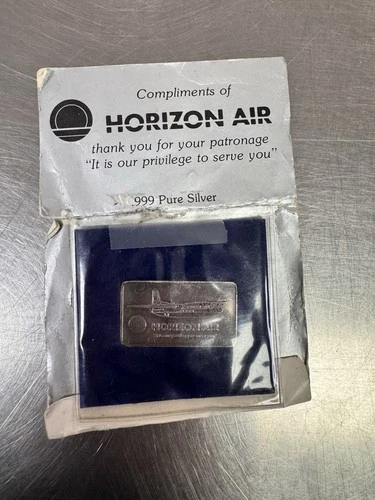 Compliments of
HORIZON AIR
thank you for your patronage
"It is our privilege to serve you"
.999 Pure Silver
HORIZON AIR